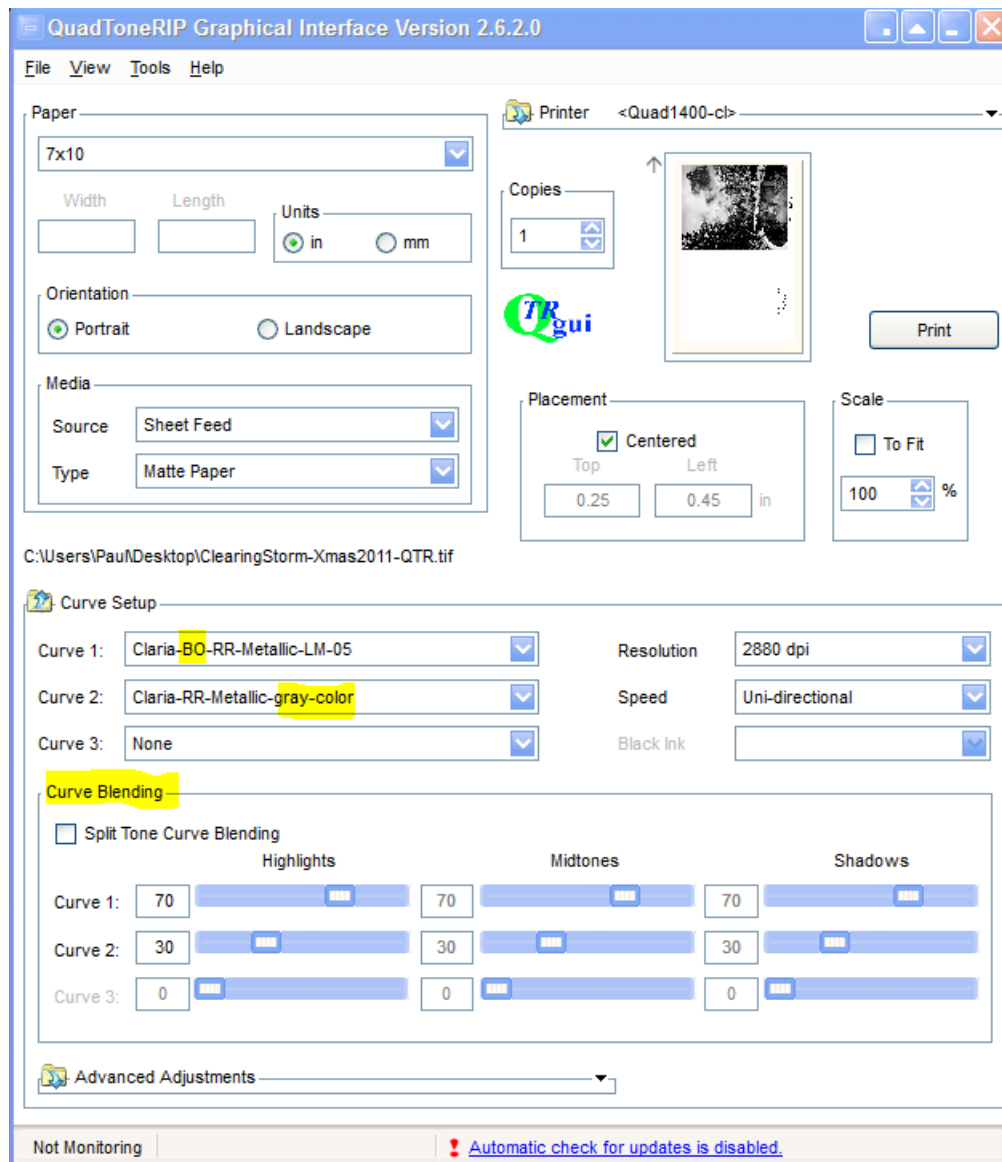 QuadToneRIP Graphical Interface Version 2.6.2.0
File View Tools Help
Paper
7x10
Width Length
Units
in mm
Orientation
Portrait Landscape
Media
Source Sheet Feed
Type Matte Paper
Printer <Quad1400-cl>
Copies
1
QTR gui
Print
Placement
Centered
Top Left
0.25 0.45 in
Scale
To Fit
100 %
C:\Users\Paul\Desktop\ClearingStorm-Xmas2011-QTR.tif
Curve Setup
Curve 1: Claria-BO-RR-Metallic-LM-05 Resolution 2880 dpi
Curve 2: Claria-RR-Metallic-gray-color Speed Uni-directional
Curve 3: None Black Ink
Curve Blending
Split Tone Curve Blending
Highlights Midtones Shadows
Curve 1: 70 70 70
Curve 2: 30 30 30
Curve 3: 0 0 0
Advanced Adjustments
Not Monitoring Automatic check for updates is disabled.